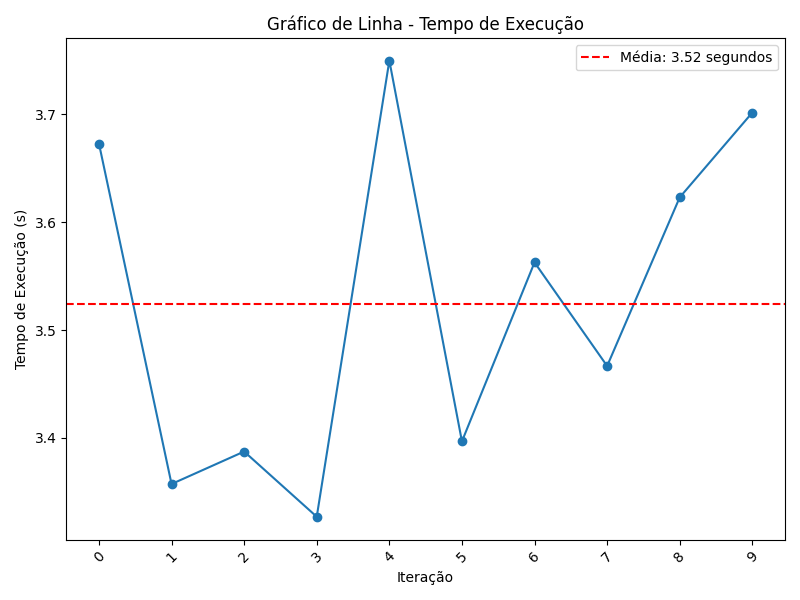 Gráfico de Linha - Tempo de Execução
Média: 3.52 segundos
Tempo de Execução (s)
3.7
3.6
3.5
3.4
0 1 2 3 4 5 6 7 8 9
Iteração